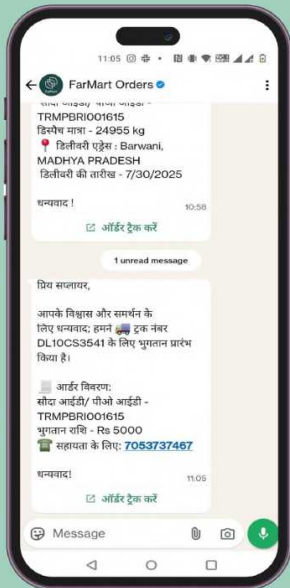 11:05
FarMart Orders
सौदा आईडी/ पीओ आईडी -
TRMPBRI001615
डिस्पैच मात्रा - 24955 kg
डिलीवरी एड्रेस : Barwani,
MADHYA PRADESH
डिलीवरी की तारीख - 7/30/2025
धन्यवाद !
10:58
ऑर्डर ट्रैक करें
1 unread message
प्रिय सप्लायर,
आपके विश्वास और समर्थन के
लिए धन्यवाद; हमने 🚛 ट्रक नंबर
DL10CS3541 के लिए भुगतान प्रारंभ
किया है।
आर्डर विवरण:
सौदा आईडी/ पीओ आईडी -
TRMPBRI001615
भुगतान राशि - Rs 5000
सहायता के लिए: 7053737467
धन्यवाद!
11:05
ऑर्डर ट्रैक करें
Message